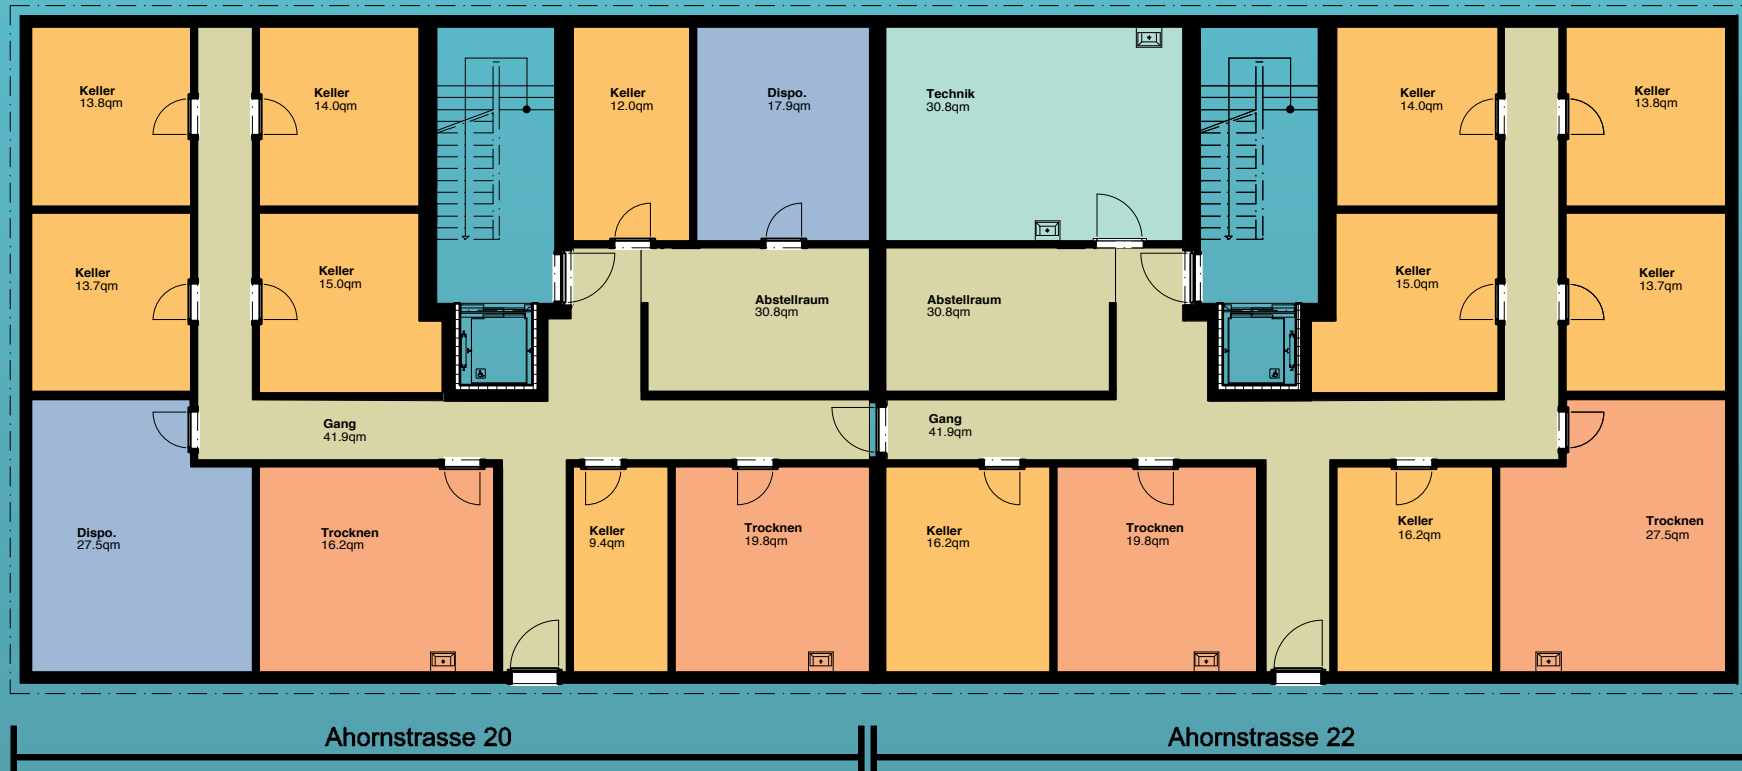 Keller
13.8qm
Keller
14.0qm
Keller
12.0qm
Dispo.
17.9qm
Technik
30.8qm
Keller
14.0qm
Keller
13.8qm
Keller
13.7qm
Keller
15.0qm
Abstellraum
30.8qm
Abstellraum
30.8qm
Keller
15.0qm
Keller
13.7qm
Gang
41.9qm
Gang
41.9qm
Dispo.
27.5qm
Trocknen
16.2qm
Keller
9.4qm
Trocknen
19.8qm
Keller
16.2qm
Trocknen
19.8qm
Keller
16.2qm
Trocknen
27.5qm
Ahornstrasse 20
Ahornstrasse 22